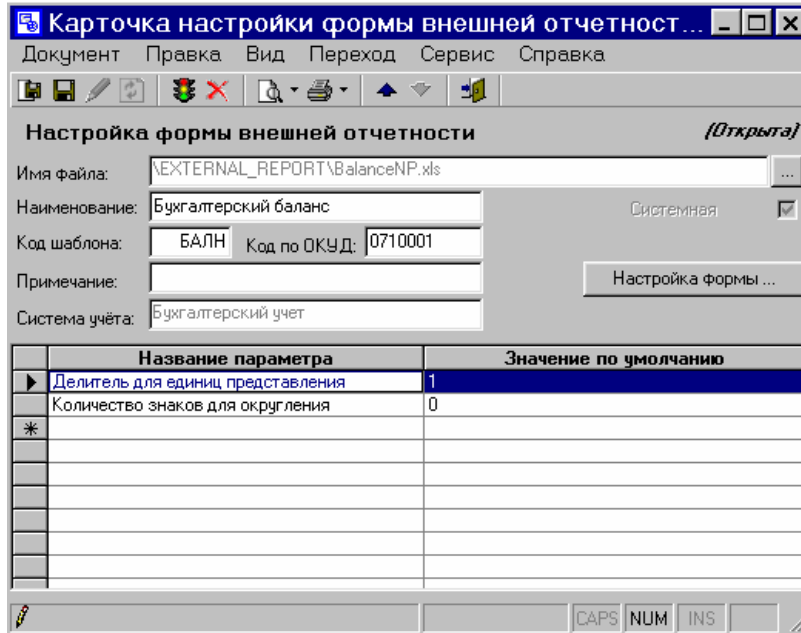 Карточка настройки формы внешней отчетност...
Документ Правка Вид Переход Сервис Справка
Настройка формы внешней отчетности (Открыта)
Имя файла: \EXTERNAL_REPORT\BalanceNP.xls ...
Наименование: Бухгалтерский баланс Системная
Код шаблона: БАЛН Код по ОКУД: 0710001
Примечание: Настройка формы ...
Система учёта: Бухгалтерский учет
Название параметра Значение по умолчанию
Делитель для единиц представления 1
Количество знаков для округления 0
CAPS NUM INS